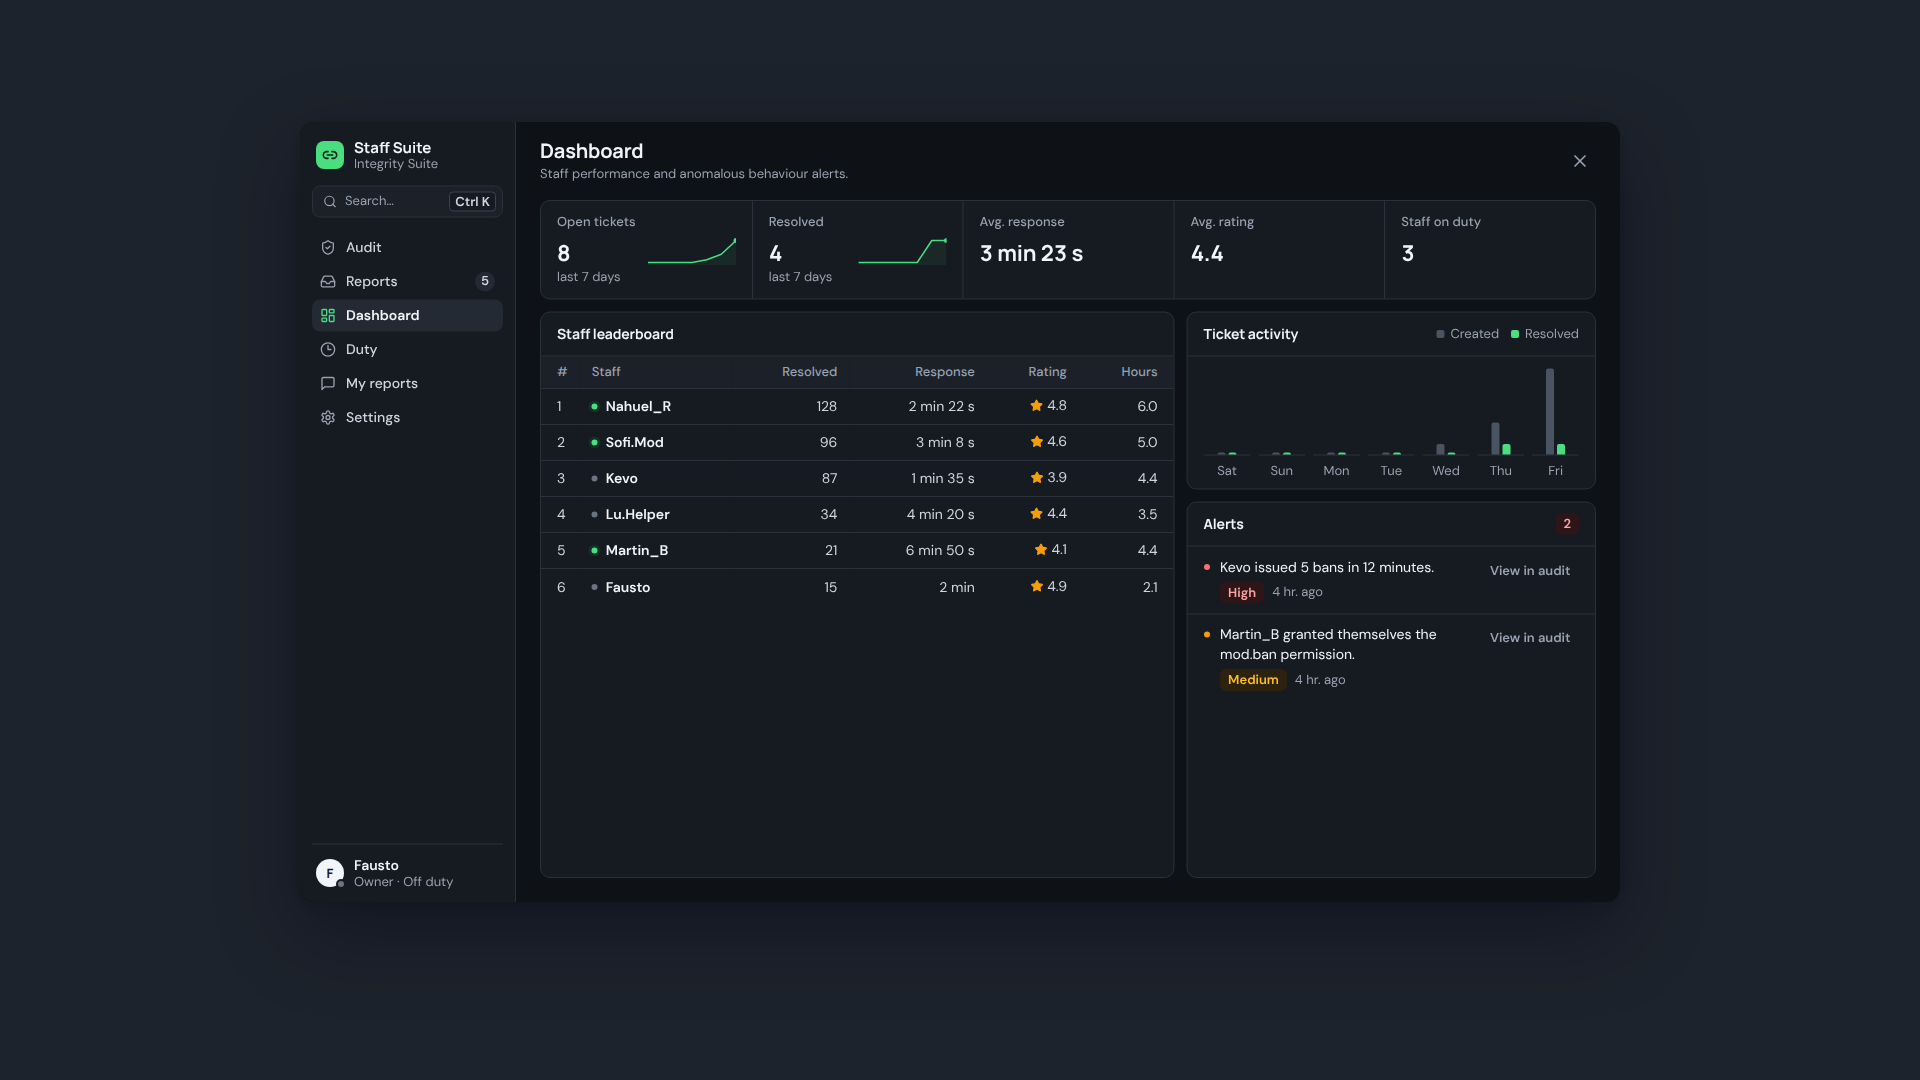 Staff Suite
Integrity Suite
Search...
Ctrl K
Audit
Reports
5
Dashboard
Duty
My reports
Settings
F
Fausto
Owner · Off duty
Dashboard
Staff performance and anomalous behaviour alerts.
Open tickets
8
last 7 days
Resolved
4
last 7 days
Avg. response
3 min 23 s
Avg. rating
4.4
Staff on duty
3
Staff leaderboard
# Staff Resolved Response Rating Hours
1 Nahuel_R 128 2 min 22 s 4.8 6.0
2 Sofi.Mod 96 3 min 8 s 4.6 5.0
3 Kevo 87 1 min 35 s 3.9 4.4
4 Lu.Helper 34 4 min 20 s 4.4 3.5
5 Martin_B 21 6 min 50 s 4.1 4.4
6 Fausto 15 2 min 4.9 2.1
Ticket activity
Created Resolved
Sat Sun Mon Tue Wed Thu Fri
Alerts
2
Kevo issued 5 bans in 12 minutes.
View in audit
High 4 hr. ago
Martin_B granted themselves the
mod.ban permission.
View in audit
Medium 4 hr. ago